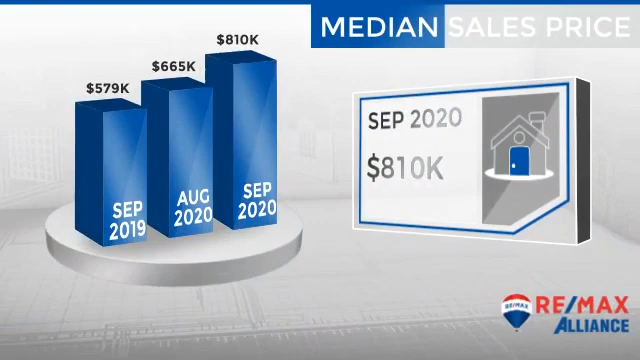 MEDIAN SALES PRICE
$810K
$665K
$579K
SEP
2019
AUG
2020
SEP
2020
SEP 2020
$810K
RE/MAX
RE/MAX
ALLIANCE